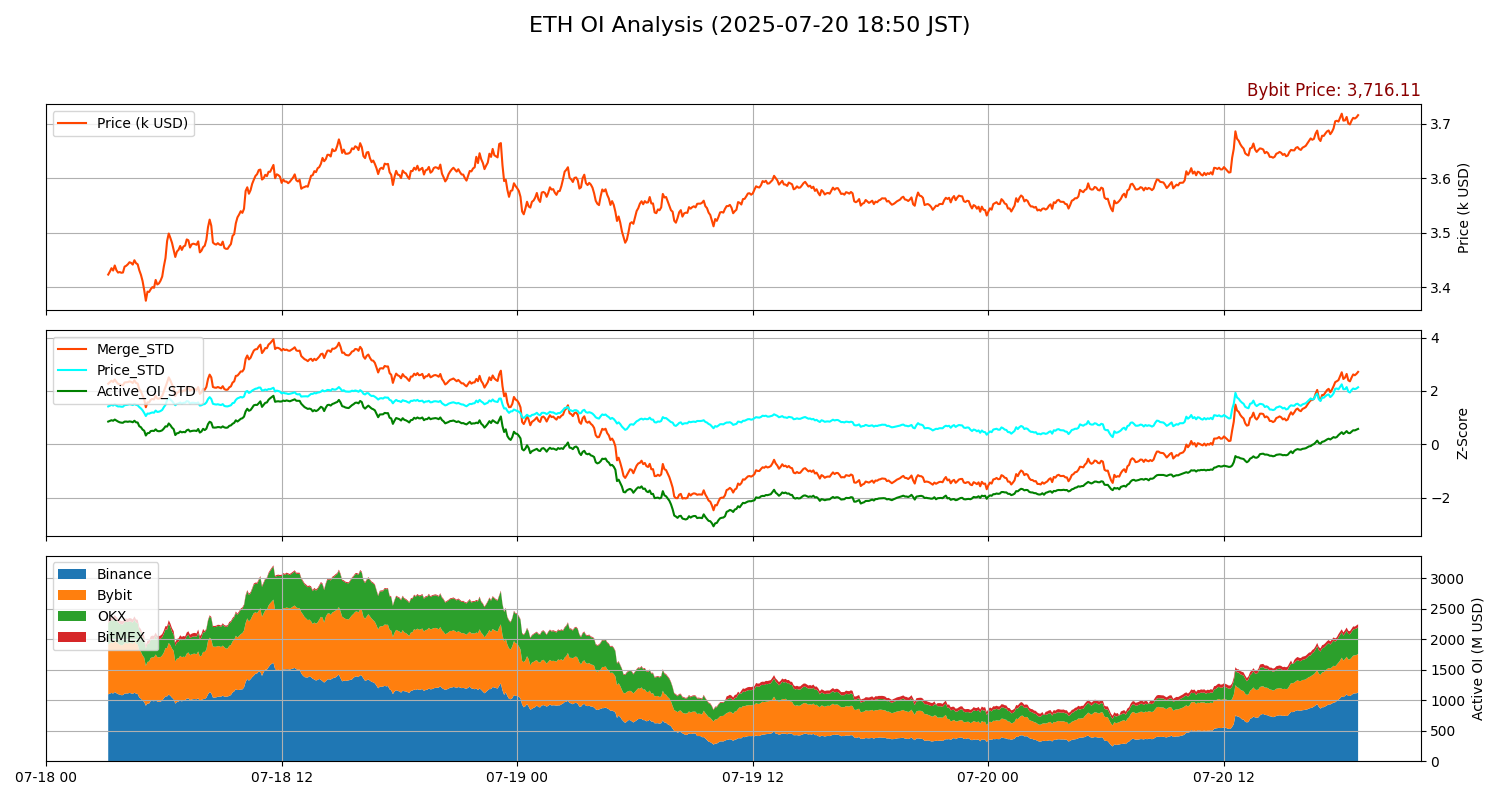 ETH OI Analysis (2025-07-20 18:50 JST)
Bybit Price: 3,716.11
Price (k USD)
3.7
3.6
3.5
3.4
Price (k USD)
Merge_STD
Price_STD
Active_OI_STD
4
2
0
−2
Z-Score
Binance
Bybit
OKX
BitMEX
3000
2500
2000
1500
1000
500
0
Active OI (M USD)
07-18 00
07-18 12
07-19 00
07-19 12
07-20 00
07-20 12